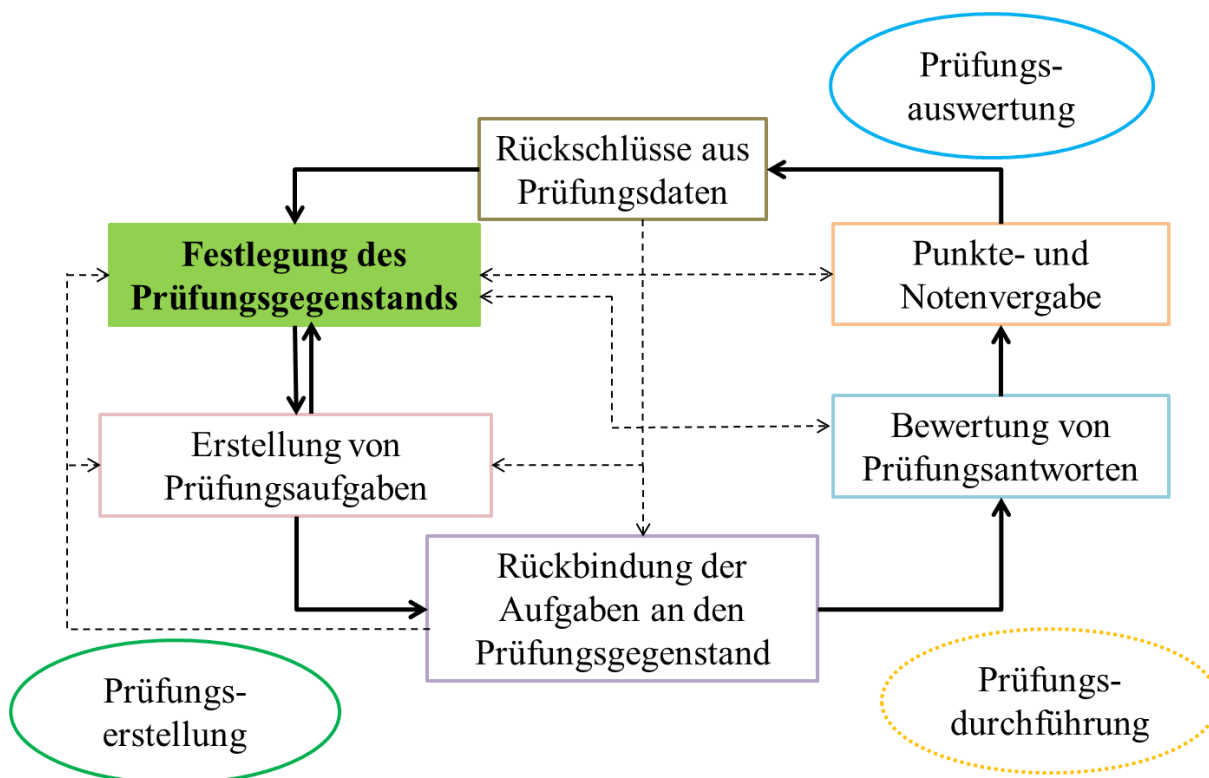 Prüfungs-
auswertung
Rückschlüsse aus
Prüfungsdaten
Festlegung des
Prüfungsgegenstands
Punkte- und
Notenvergabe
Erstellung von
Prüfungsaufgaben
Bewertung von
Prüfungsantworten
Rückbindung der
Aufgaben an den
Prüfungsgegenstand
Prüfungs-
erstellung
Prüfungs-
durchführung